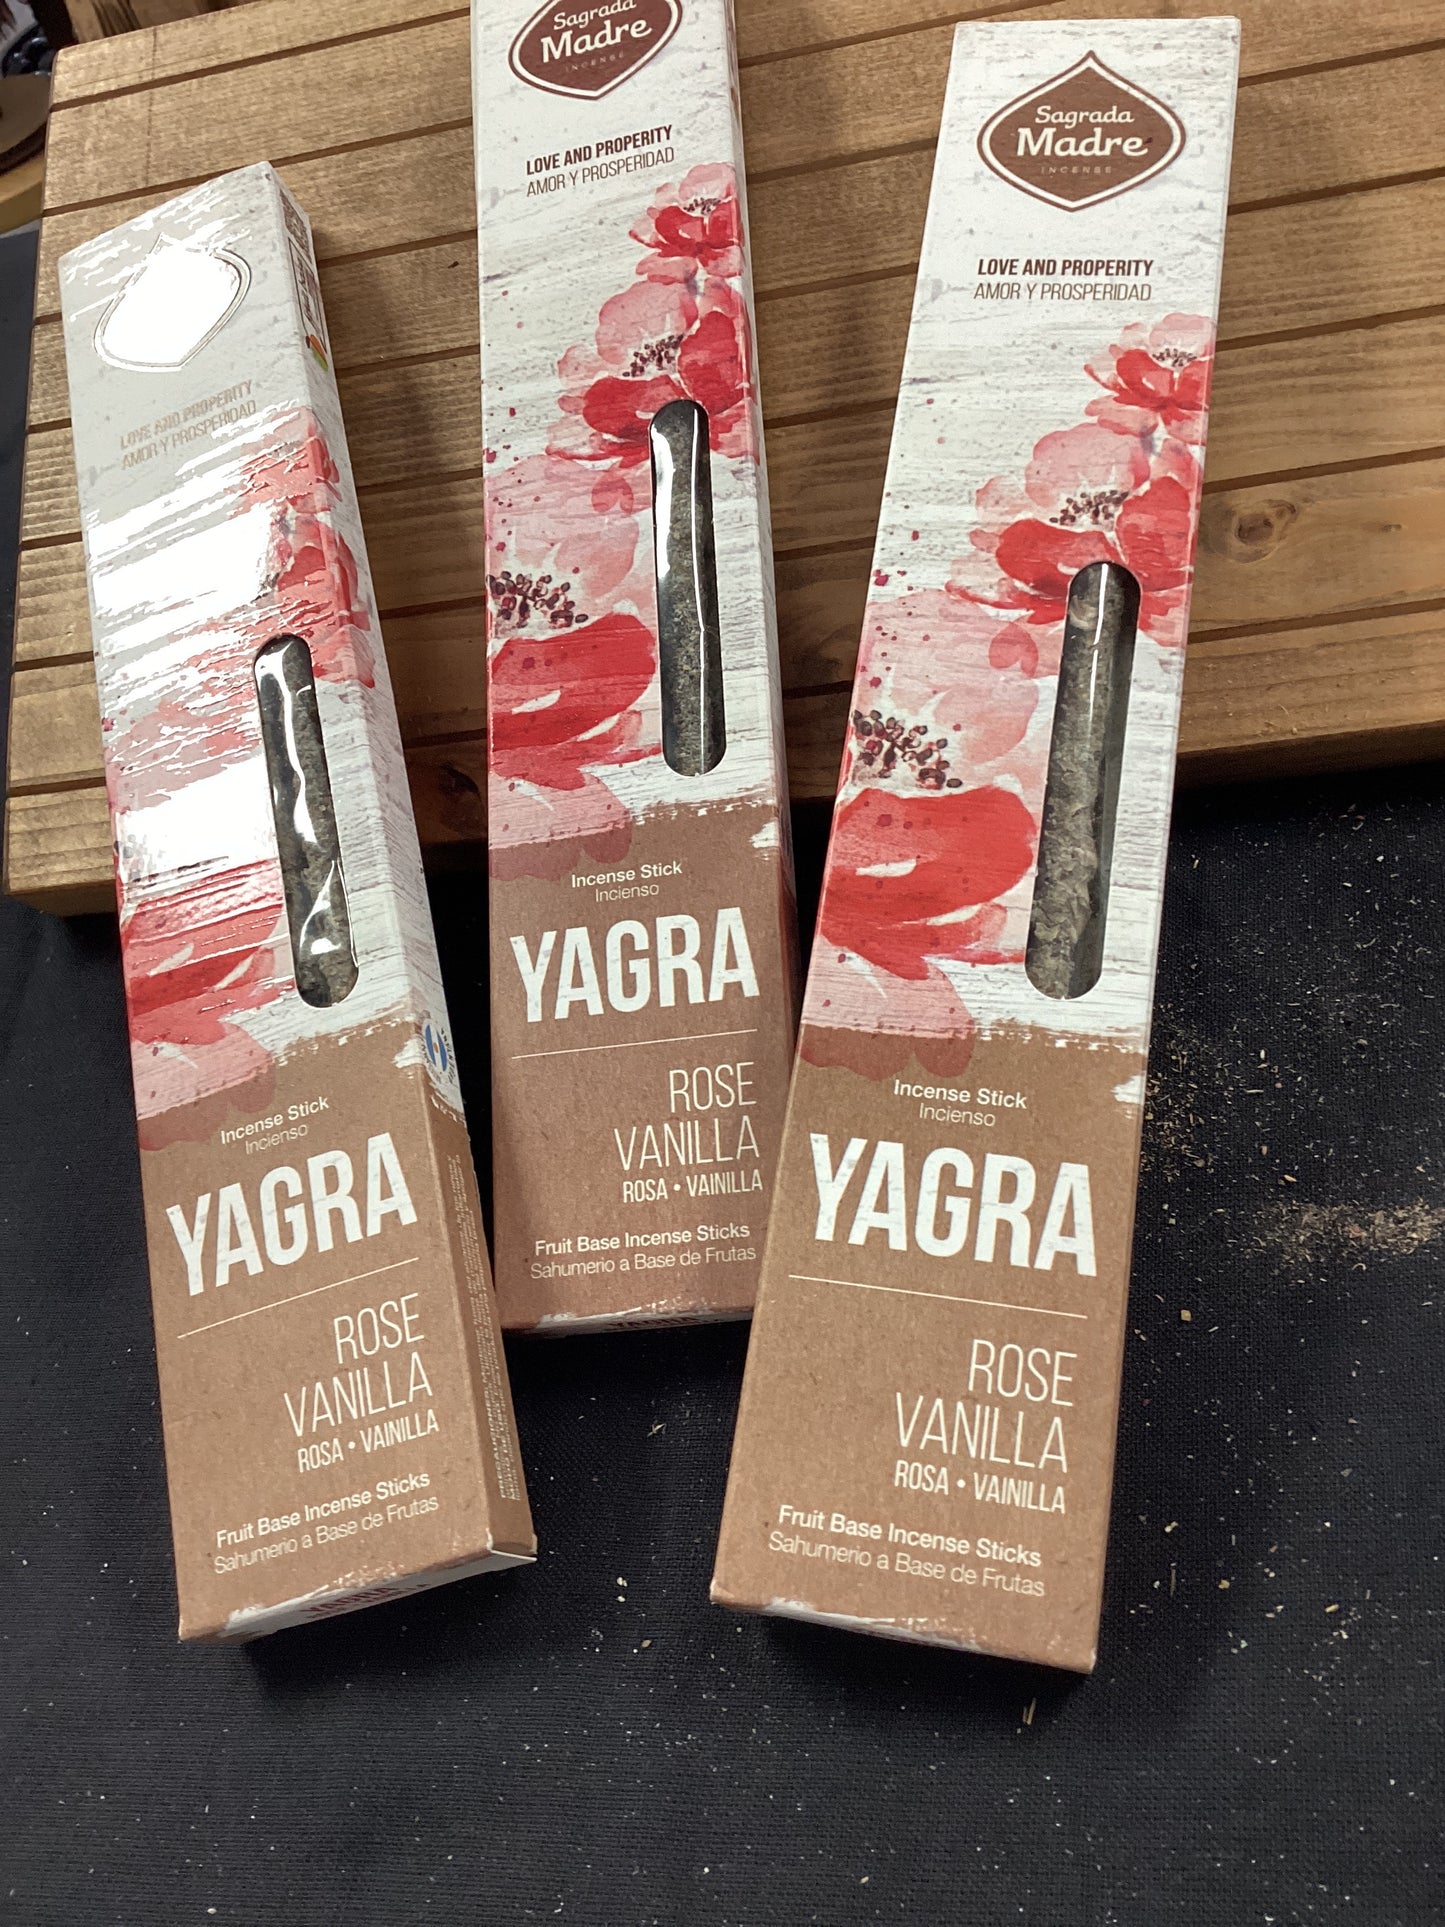 LOVE AND PROPERITY
AMOR Y PROSPERIDAD
Incense Stick
Incienso
YAGRA
ROSE
VANILLA
ROSA • VAINILLA
Fruit Base Incense Sticks
Sahumerio a Base de Frutas
YAGRA
Sagrada
Madre
INCENSE
LOVE AND PROPERITY
AMOR Y PROSPERIDAD
Incense Stick
Incienso
YAGRA
ROSE
VANILLA
ROSA • VAINILLA
Fruit Base Incense Sticks
Sahumerio a Base de Frutas
YAGRA
Sagrada
Madre
INCENSE
LOVE AND PROPERITY
AMOR Y PROSPERIDAD
Incense Stick
Incienso
YAGRA
ROSE
VANILLA
ROSA • VAINILLA
Fruit Base Incense Sticks
Sahumerio a Base de Frutas